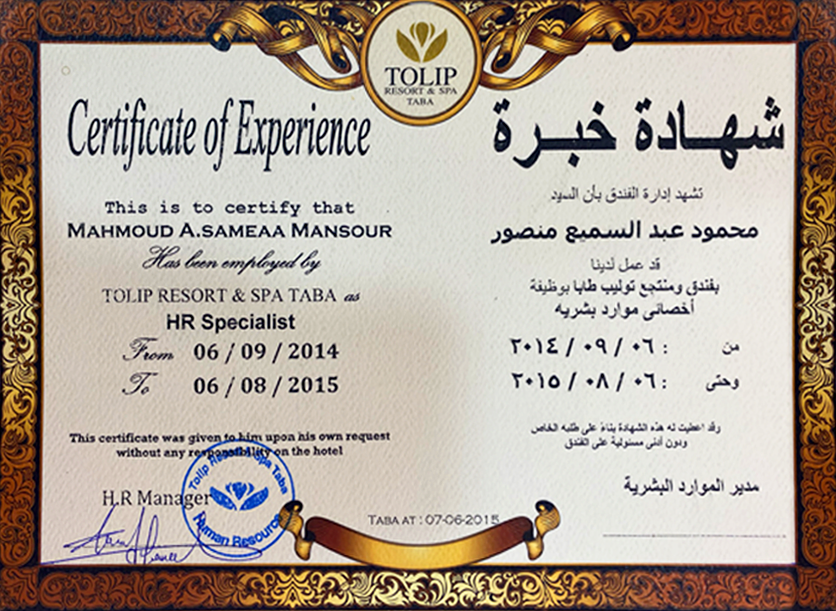 TOLIP
RESORT & SPA
TABA
Certificate of Experience
This is to certify that
MAHMOUD A.SAMEAA MANSOUR
Has been employed by
TOLIP RESORT & SPA TABA as
HR Specialist
From 06 / 09 / 2014
To 06 / 08 / 2015
This certificate was given to him upon his own request
without any responsibility on the hotel
H.R Manager
Tolip Resort & Spa Taba
Human Resource
شهادة خبرة
تشهد إدارة الفندق بأن السيد
محمود عبد السميع منصور
قد عمل لدينا
بفندق ومنتجع توليب طابا بوظيفة
أخصائى موارد بشريه
من : ٠٦ / ٠٩ / ٢٠١٤
وحتى : ٠٦ / ٠٨ / ٢٠١٥
وقد اعطيت له هذه الشهادة بناءً على طلبه الخاص
ودون أدنى مسئولية على الفندق
مدير الموارد البشرية
TABA AT : 07-06-2015